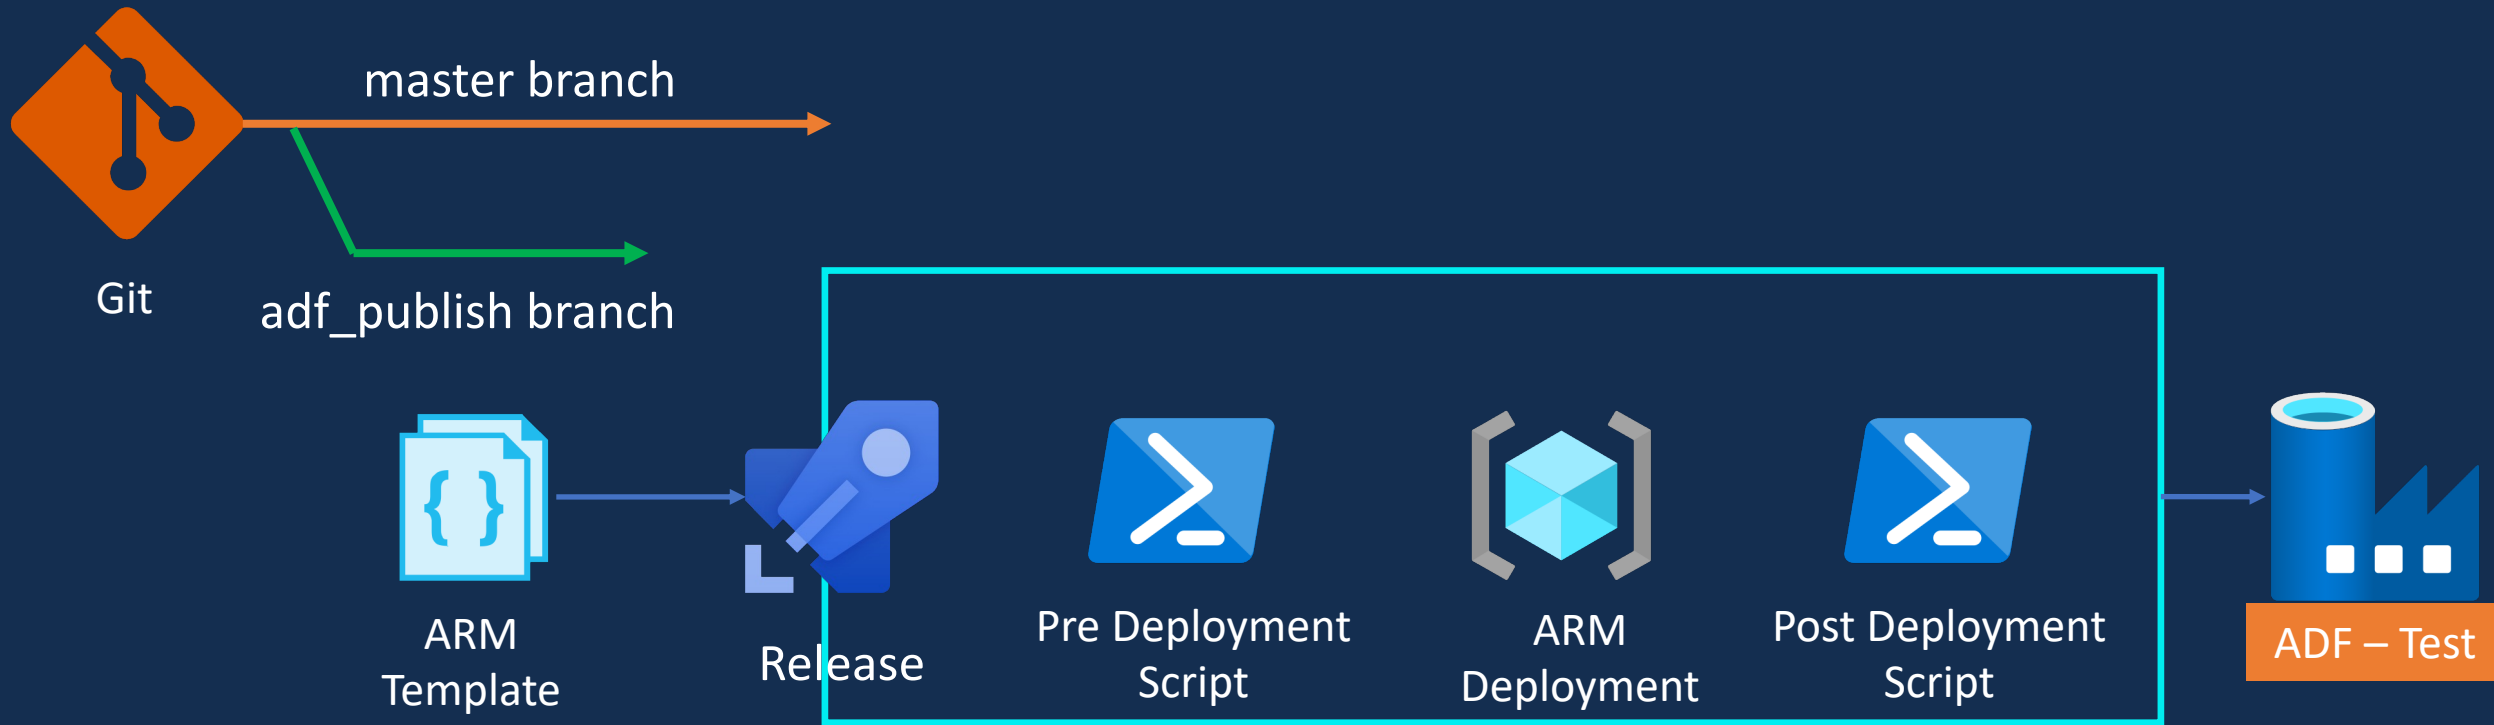 master branch
Git
adf_publish branch
ARM
Template
Release
Pre Deployment
Script
ARM
Deployment
Post Deployment
Script
ADF – Test